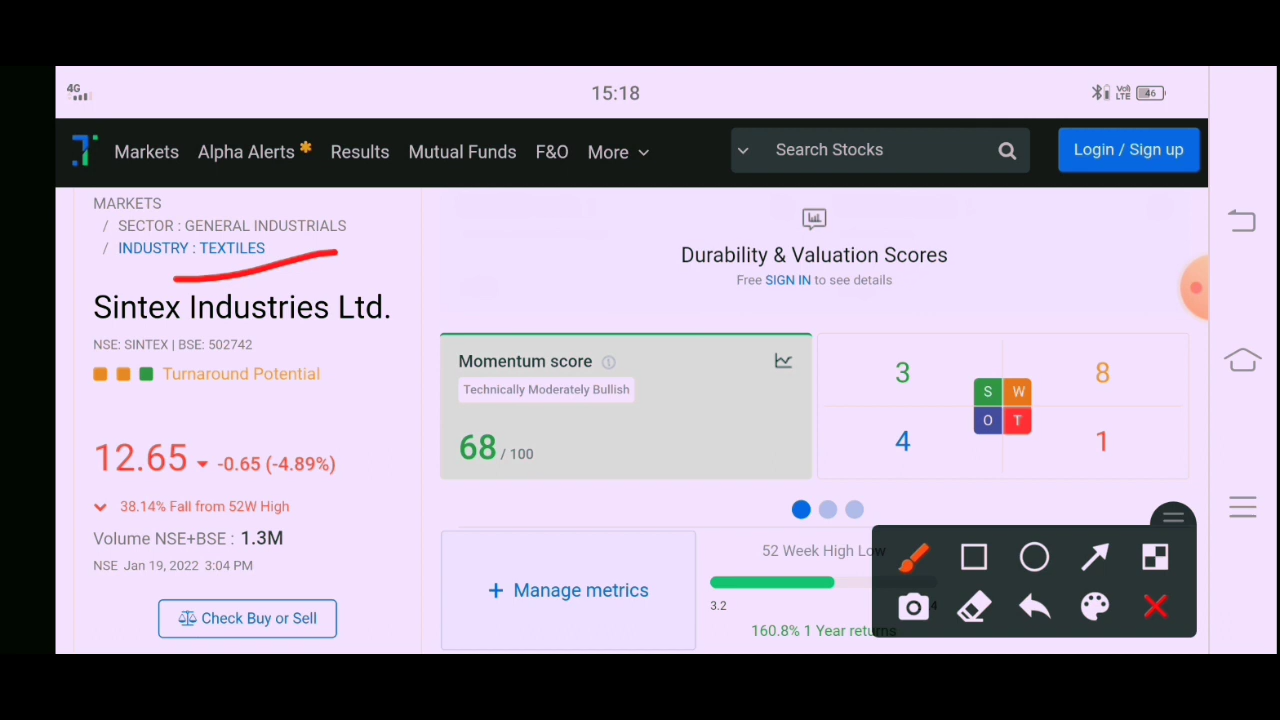 4G
15:18
Vo)
LTE
46
Markets
Alpha Alerts
Results
Mutual Funds
F&O
More
Search Stocks
Login / Sign up
MARKETS
/ SECTOR : GENERAL INDUSTRIALS
/ INDUSTRY : TEXTILES
Sintex Industries Ltd.
NSE: SINTEX | BSE: 502742
Turnaround Potential
12.65 -0.65 (-4.89%)
38.14% Fall from 52W High
Volume NSE+BSE : 1.3M
NSE Jan 19, 2022 3:04 PM
Check Buy or Sell
Durability & Valuation Scores
Free SIGN IN to see details
Momentum score
Technically Moderately Bullish
68 / 100
3
8
S W
O T
4
1
+ Manage metrics
52 Week High Low
3.2
160.8% 1 Year returns